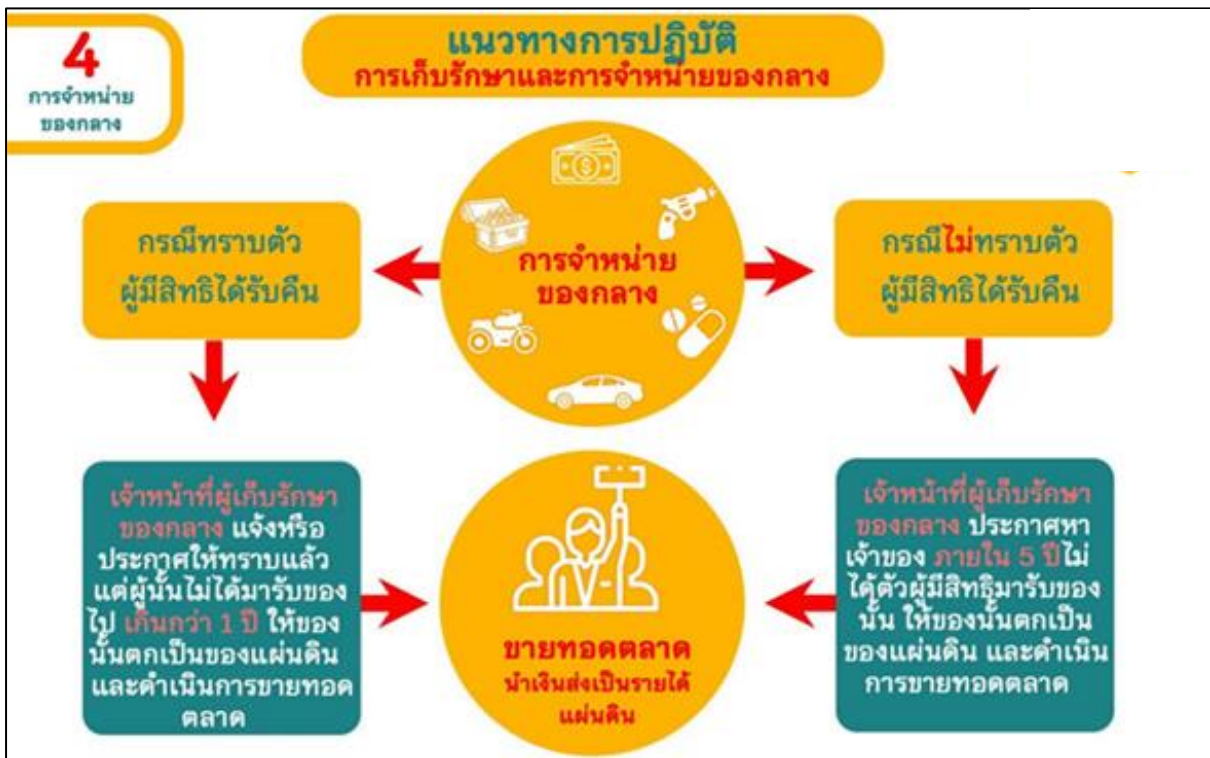 4
การจำหน่าย
ของกลาง
แนวทางการปฏิบัติ
การเก็บรักษาและการจำหน่ายของกลาง
กรณีทราบตัว
ผู้มีสิทธิได้รับคืน
การจำหน่าย
ของกลาง
กรณีไม่ทราบตัว
ผู้มีสิทธิได้รับคืน
เจ้าหน้าที่ผู้เก็บรักษา
ของกลาง แจ้งหรือ
ประกาศให้ทราบแล้ว
แต่ผู้นั้นไม่ได้มารับของ
ไป เกินกว่า 1 ปี ให้ของ
นั้นตกเป็นของแผ่นดิน
และดำเนินการขายทอด
ตลาด
ขายทอดตลาด
นำเงินส่งเป็นรายได้
แผ่นดิน
เจ้าหน้าที่ผู้เก็บรักษา
ของกลาง ประกาศหา
เจ้าของ ภายใน 5 ปีไม่
ได้ตัวผู้มีสิทธิมารับของ
นั้น ให้ของนั้นตกเป็น
ของแผ่นดิน และดำเนิน
การขายทอดตลาด